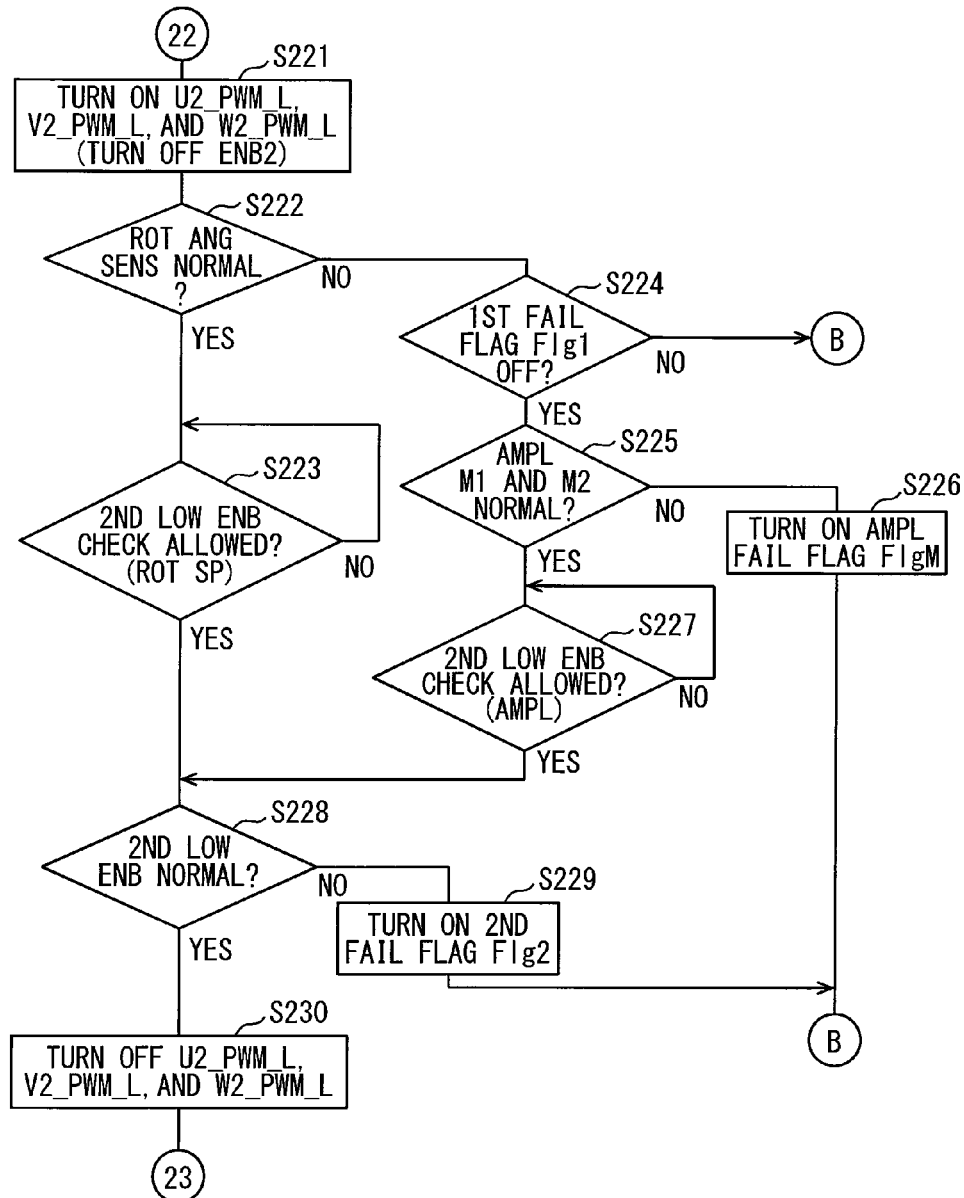 22
S221
TURN ON U2_PWM_L,
V2_PWM_L, AND W2_PWM_L
(TURN OFF ENB2)
S222
ROT ANG
SENS NORMAL
?
NO
YES
S224
1ST FAIL
FLAG Flg1
OFF?
NO
B
YES
S223
2ND LOW ENB
CHECK ALLOWED?
(ROT SP)
NO
YES
S225
AMPL
M1 AND M2
NORMAL?
NO
YES
S226
TURN ON AMPL
FAIL FLAG FlgM
S227
2ND LOW ENB
CHECK ALLOWED?
(AMPL)
NO
YES
S228
2ND LOW
ENB NORMAL?
NO
YES
S229
TURN ON 2ND
FAIL FLAG Flg2
B
S230
TURN OFF U2_PWM_L,
V2_PWM_L, AND W2_PWM_L
23